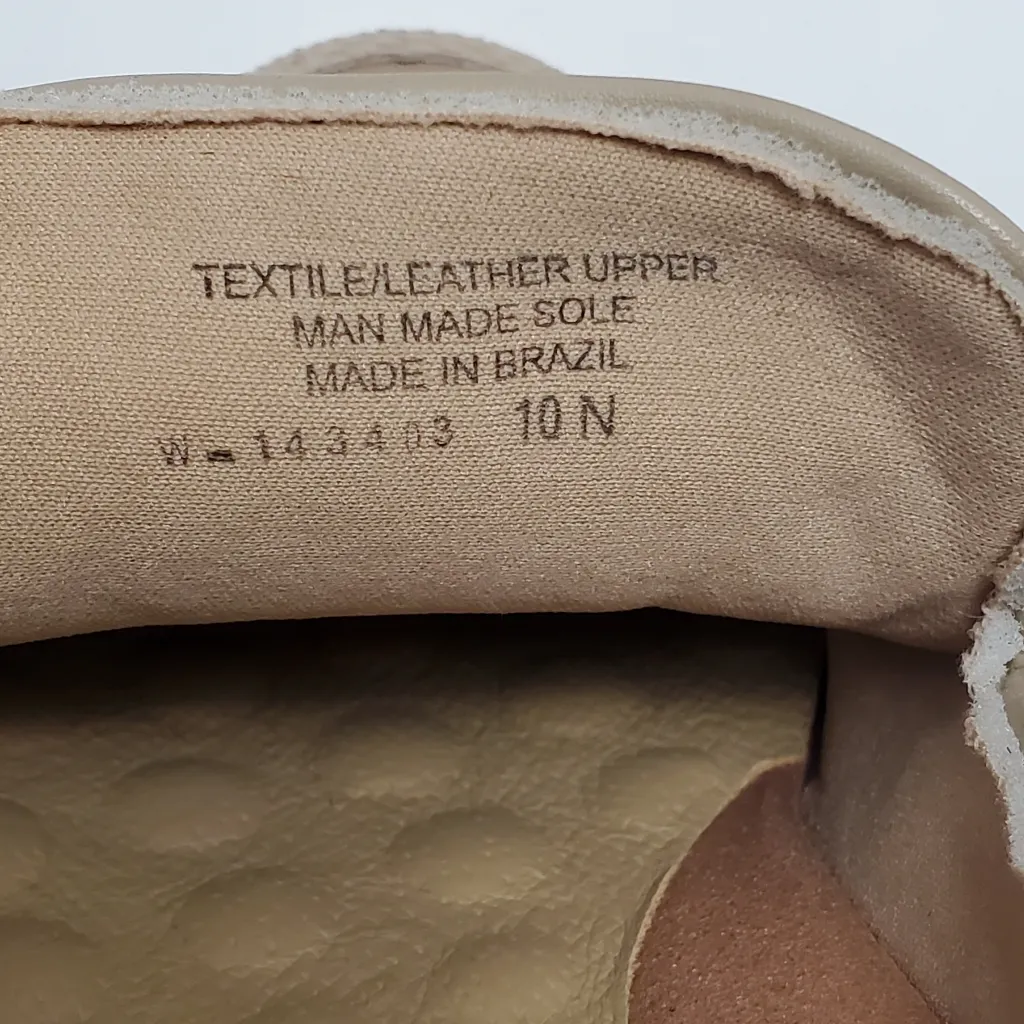 TEXTILE/LEATHER UPPER
MAN MADE SOLE
MADE IN BRAZIL
W-143403 10 N